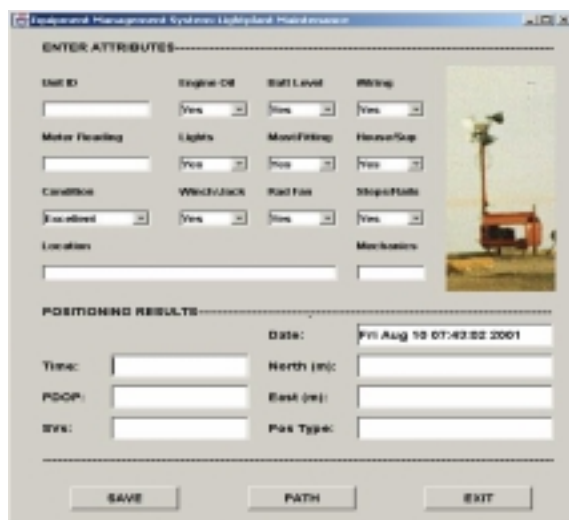 Equipment Management System: Lightplant Maintenance
ENTER ATTRIBUTES
Unit ID Engine Oil Batt Level Wiring
Yes Yes Yes
Meter Reading Lights Mast/Fitting House/Sup
Yes Yes Yes
Condition Winch/Jack Rad Fan Steps/Rails
Excellent Yes Yes Yes
Location Mechanics
POSITIONING RESULTS
Date: Fri Aug 10 07:43:02 2001
Time: North (m):
PDOP: East (m):
SVs: Pos Type:
SAVE PATH EXIT